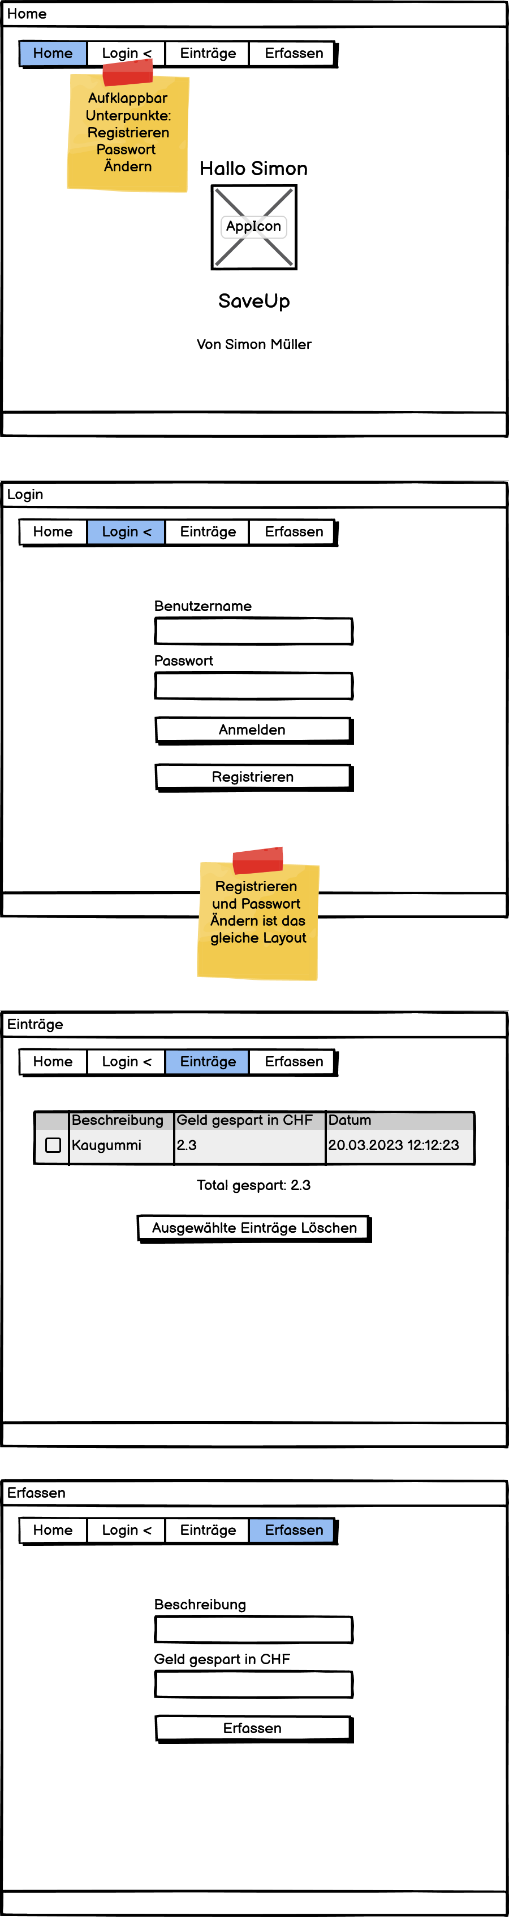 Home
Home Login < Einträge Erfassen
Aufklappbar
Unterpunkte:
Registrieren
Passwort
Ändern
Hallo Simon
AppIcon
SaveUp
Von Simon Müller
Login
Home Login < Einträge Erfassen
Benutzername
Passwort
Anmelden
Registrieren
Registrieren
und Passwort
Ändern ist das
gleiche Layout
Einträge
Home Login < Einträge Erfassen
Beschreibung Geld gespart in CHF Datum
Kaugummi 2.3 20.03.2023 12:12:23
Total gespart: 2.3
Ausgewählte Einträge Löschen
Erfassen
Home Login < Einträge Erfassen
Beschreibung
Geld gespart in CHF
Erfassen